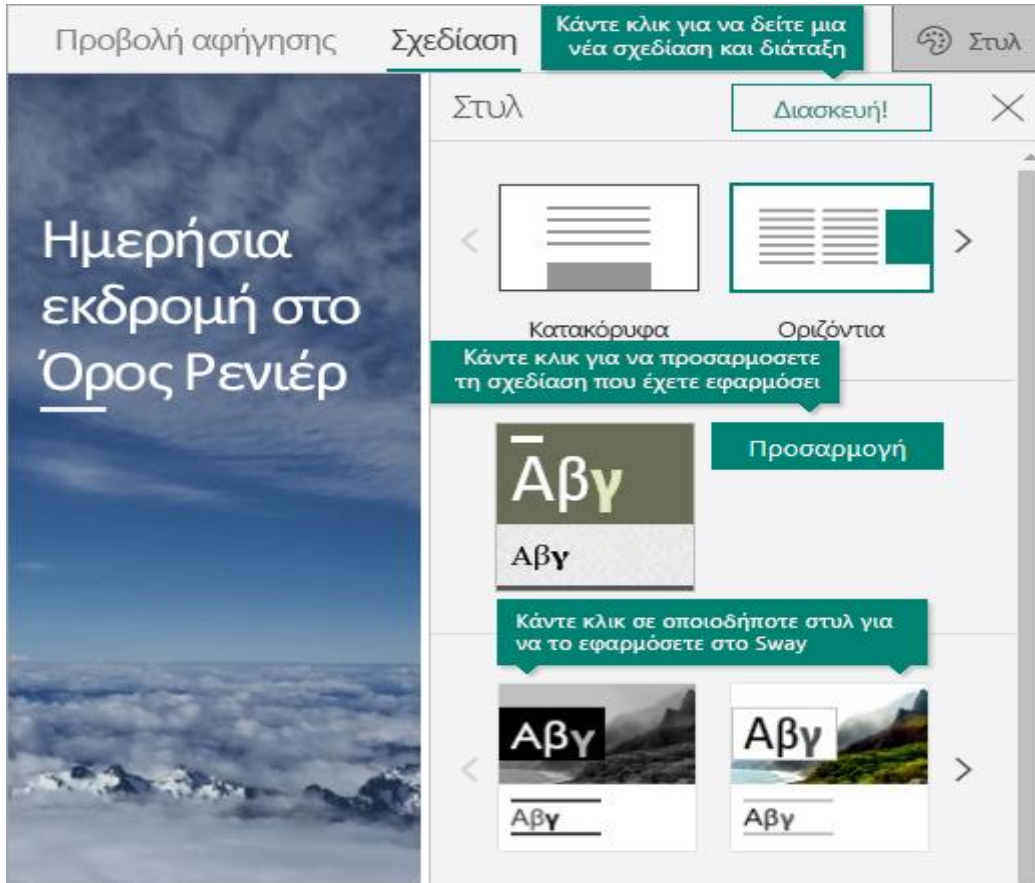 Προβολή αφήγησης
Σχεδίαση
Κάντε κλικ για να δείτε μια
νέα σχεδίαση και διάταξη
Στυλ
Στυλ
Διασκευή!
Ημερήσια
εκδρομή στο
Όρος Ρενιέρ
Κατακόρυφα
Οριζόντια
Κάντε κλικ για να προσαρμοσετε
τη σχεδίαση που έχετε εφαρμόσει
Προσαρμογή
Αβγ
Αβγ
Κάντε κλικ σε οποιοδήποτε στυλ για
να το εφαρμόσετε στο Sway
Αβγ
Αβγ
Αβγ
Αβγ